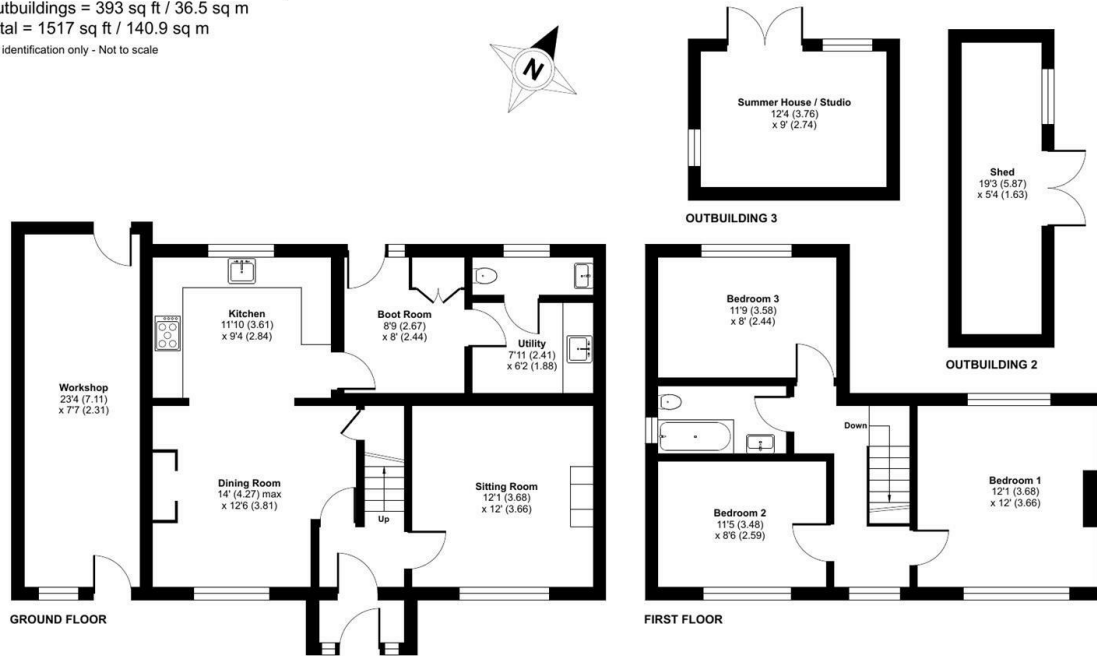 utbuildings = 393 sq ft / 36.5 sq m
tal = 1517 sq ft / 140.9 sq m
identification only - Not to scale
N
Summer House / Studio
12'4 (3.76)
x 9' (2.74)
OUTBUILDING 3
Shed
19'3 (5.87)
x 5'4 (1.63)
OUTBUILDING 2
Workshop
23'4 (7.11)
x 7'7 (2.31)
Kitchen
11'10 (3.61)
x 9'4 (2.84)
Boot Room
8'9 (2.67)
x 8' (2.44)
Utility
7'11 (2.41)
x 6'2 (1.88)
Dining Room
14' (4.27) max
x 12'6 (3.81)
Up
Sitting Room
12'1 (3.68)
x 12' (3.66)
GROUND FLOOR
Bedroom 3
11'9 (3.58)
x 8' (2.44)
Down
Bedroom 2
11'5 (3.48)
x 8'6 (2.59)
Bedroom 1
12'1 (3.68)
x 12' (3.66)
FIRST FLOOR